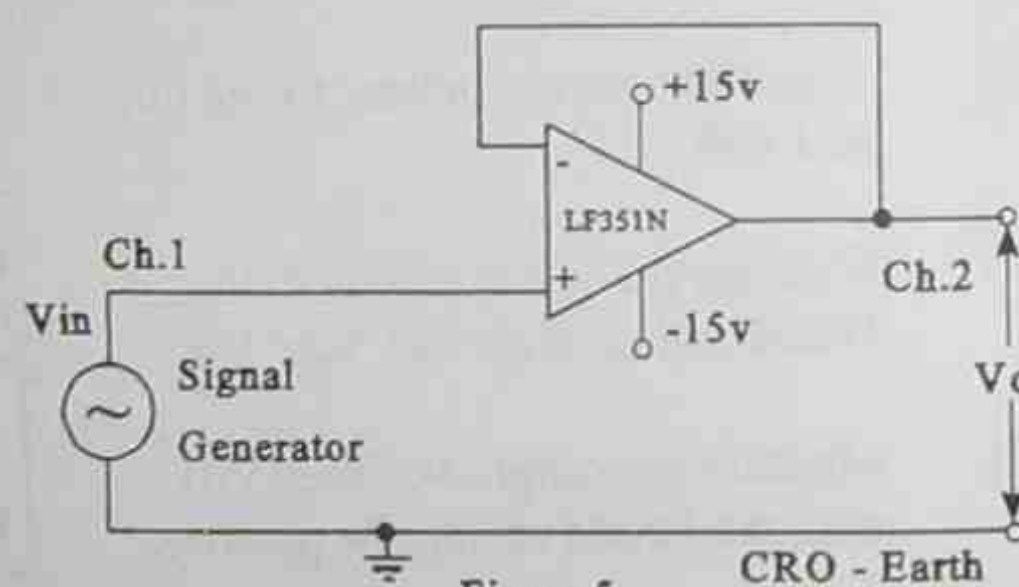 +15v
-
LF351N
Ch.1
+
Ch.2
Vin
-15v
Signal
Generator
CRO - Earth